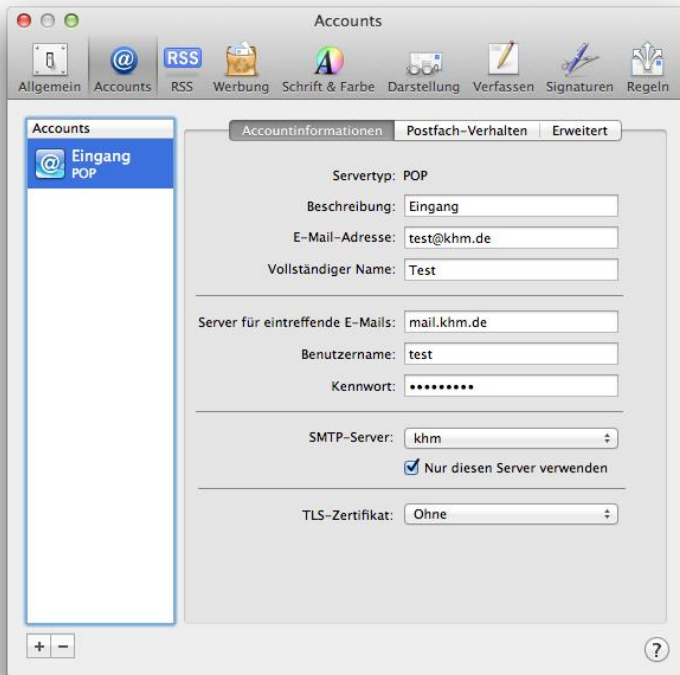 Accounts
RSS
Allgemein Accounts RSS Werbung Schrift & Farbe Darstellung Verfassen Signaturen Regeln
Accounts
Eingang
POP
Accountinformationen Postfach-Verhalten Erweitert
Servertyp: POP
Beschreibung: Eingang
E-Mail-Adresse: test@khm.de
Vollständiger Name: Test
Server für eintreffende E-Mails: mail.khm.de
Benutzername: test
Kennwort: •••••••••
SMTP-Server: khm
Nur diesen Server verwenden
TLS-Zertifikat: Ohne
+ − ?